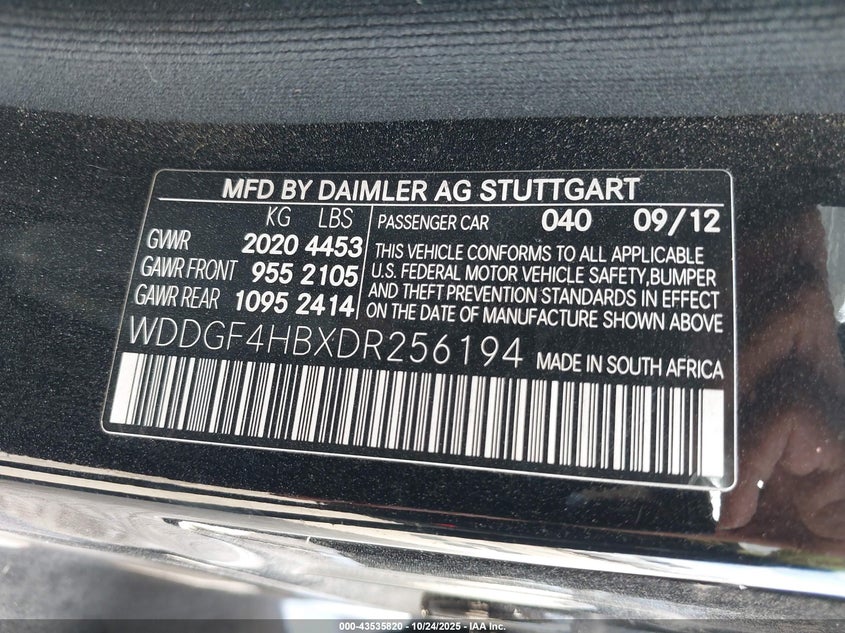 MFD BY DAIMLER AG STUTTGART
KG LBS
GVWR 2020 4453
GAWR FRONT 955 2105
GAWR REAR 1095 2414
PASSENGER CAR 040 09/12
THIS VEHICLE CONFORMS TO ALL APPLICABLE
U.S. FEDERAL MOTOR VEHICLE SAFETY,BUMPER
AND THEFT PREVENTION STANDARDS IN EFFECT
ON THE DATE OF MANUFACTURE SHOWN ABOVE
WDDGF4HBXDR256194 MADE IN SOUTH AFRICA
000-43535820 - 10/24/2025 - IAAI.com